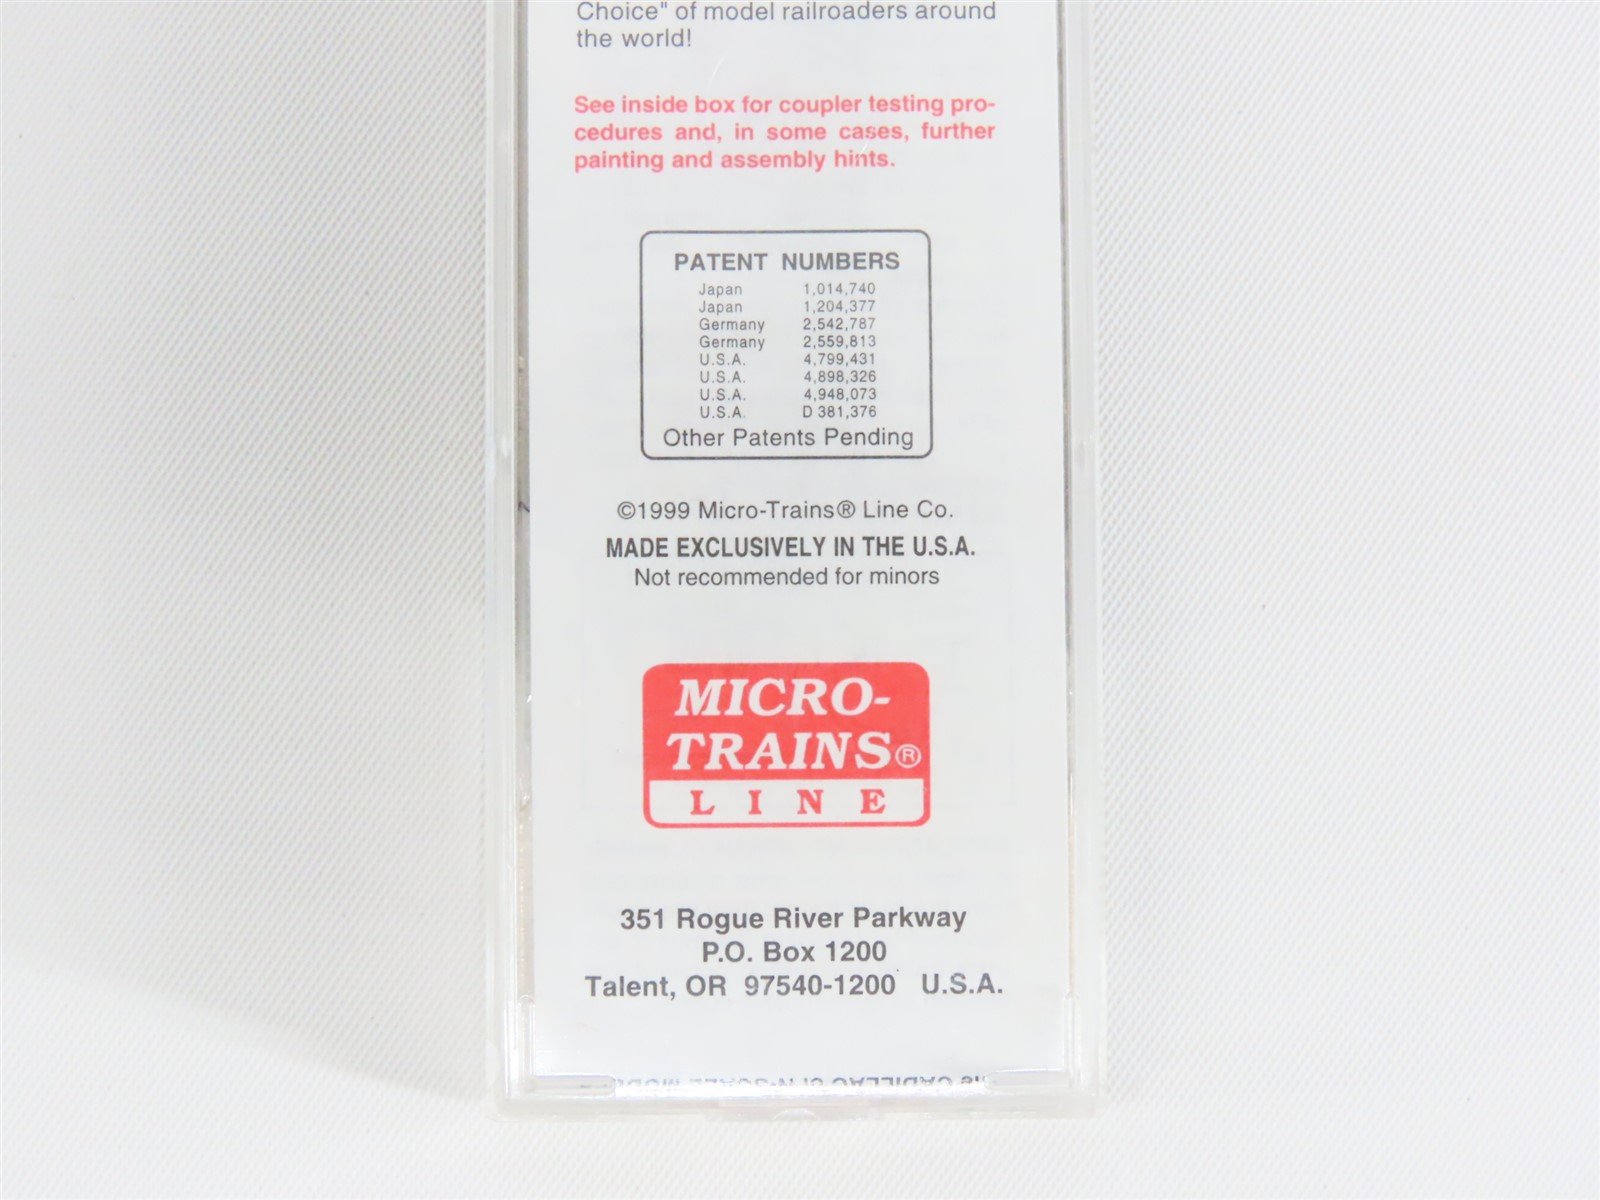 Choice" of model railroaders around
the world!
See inside box for coupler testing pro-
cedures and, in some cases, further
painting and assembly hints.
PATENT NUMBERS
Japan 1,014,740
Japan 1,204,377
Germany 2,542,787
Germany 2,559,813
U.S.A. 4,799,431
U.S.A. 4,898,326
U.S.A. 4,948,073
U.S.A. D 381,376
Other Patents Pending
©1999 Micro-Trains® Line Co.
MADE EXCLUSIVELY IN THE U.S.A.
Not recommended for minors
MICRO-
TRAINS®
LINE
351 Rogue River Parkway
P.O. Box 1200
Talent, OR 97540-1200 U.S.A.